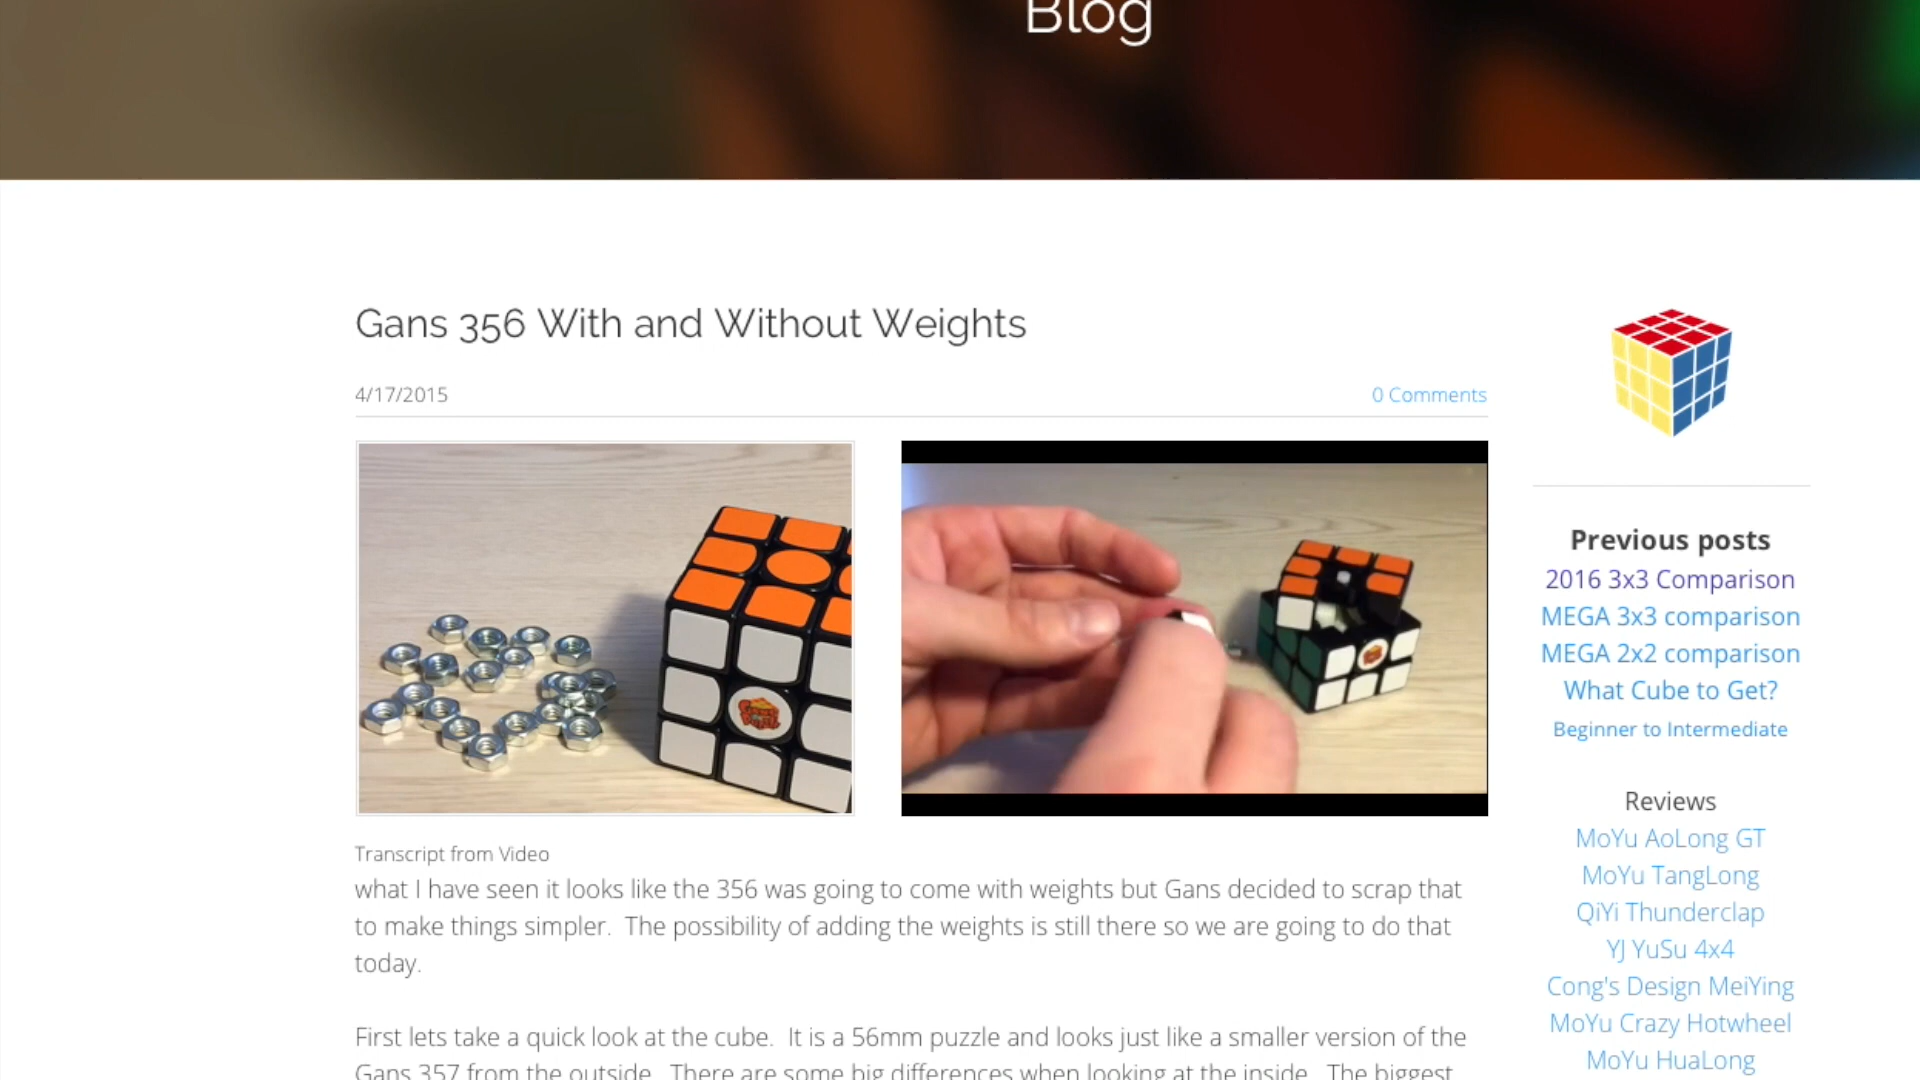 Blog
Gans 356 With and Without Weights
4/17/2015
0 Comments
Transcript from Video
what I have seen it looks like the 356 was going to come with weights but Gans decided to scrap that
to make things simpler.  The possibility of adding the weights is still there so we are going to do that
today.
First lets take a quick look at the cube.  It is a 56mm puzzle and looks just like a smaller version of the
Gans 357 from the outside.  There are some big differences when looking at the inside.  The biggest
Previous posts
2016 3x3 Comparison
MEGA 3x3 comparison
MEGA 2x2 comparison
What Cube to Get?
Beginner to Intermediate
Reviews
MoYu AoLong GT
MoYu TangLong
QiYi Thunderclap
YJ YuSu 4x4
Cong's Design MeiYing
MoYu Crazy Hotwheel
MoYu HuaLong